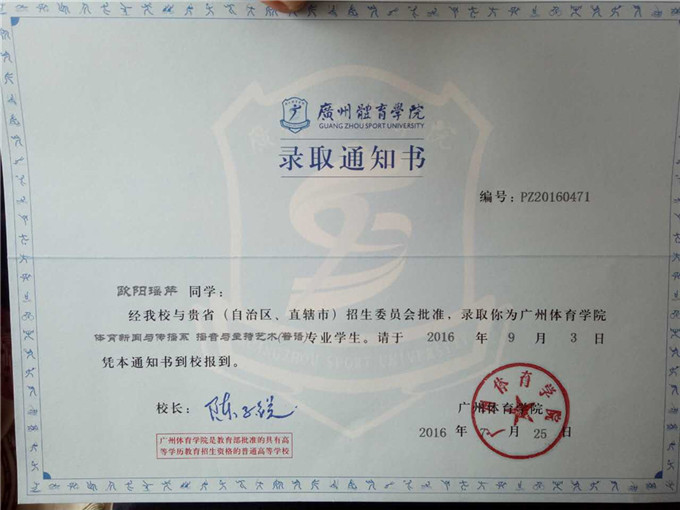 廣州體育學院
GUANG ZHOU SPORT UNIVERSITY
录取通知书
编号：PZ20160471
欧阳瑶萍 同学：
经我校与贵省（自治区、直辖市）招生委员会批准，录取你为广州体育学院
体育新闻与传播系 播音与主持艺术(粤语)专业学生。请于 2016 年 9 月 3 日
凭本通知书到校报到。
校长：
广州体育学院
2016 年 7 月 25 日
广州体育学院是教育部批准的具有高
等学历教育招生资格的普通高等学校